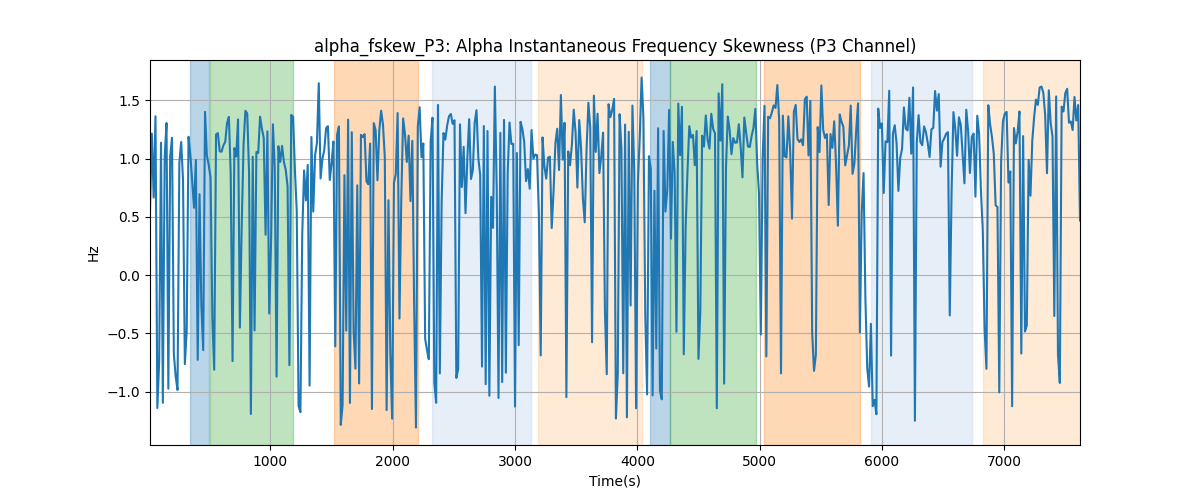 alpha_fskew_P3: Alpha Instantaneous Frequency Skewness (P3 Channel)
Hz
1.5
1.0
0.5
0.0
−0.5
−1.0
1000 2000 3000 4000 5000 6000 7000
Time(s)